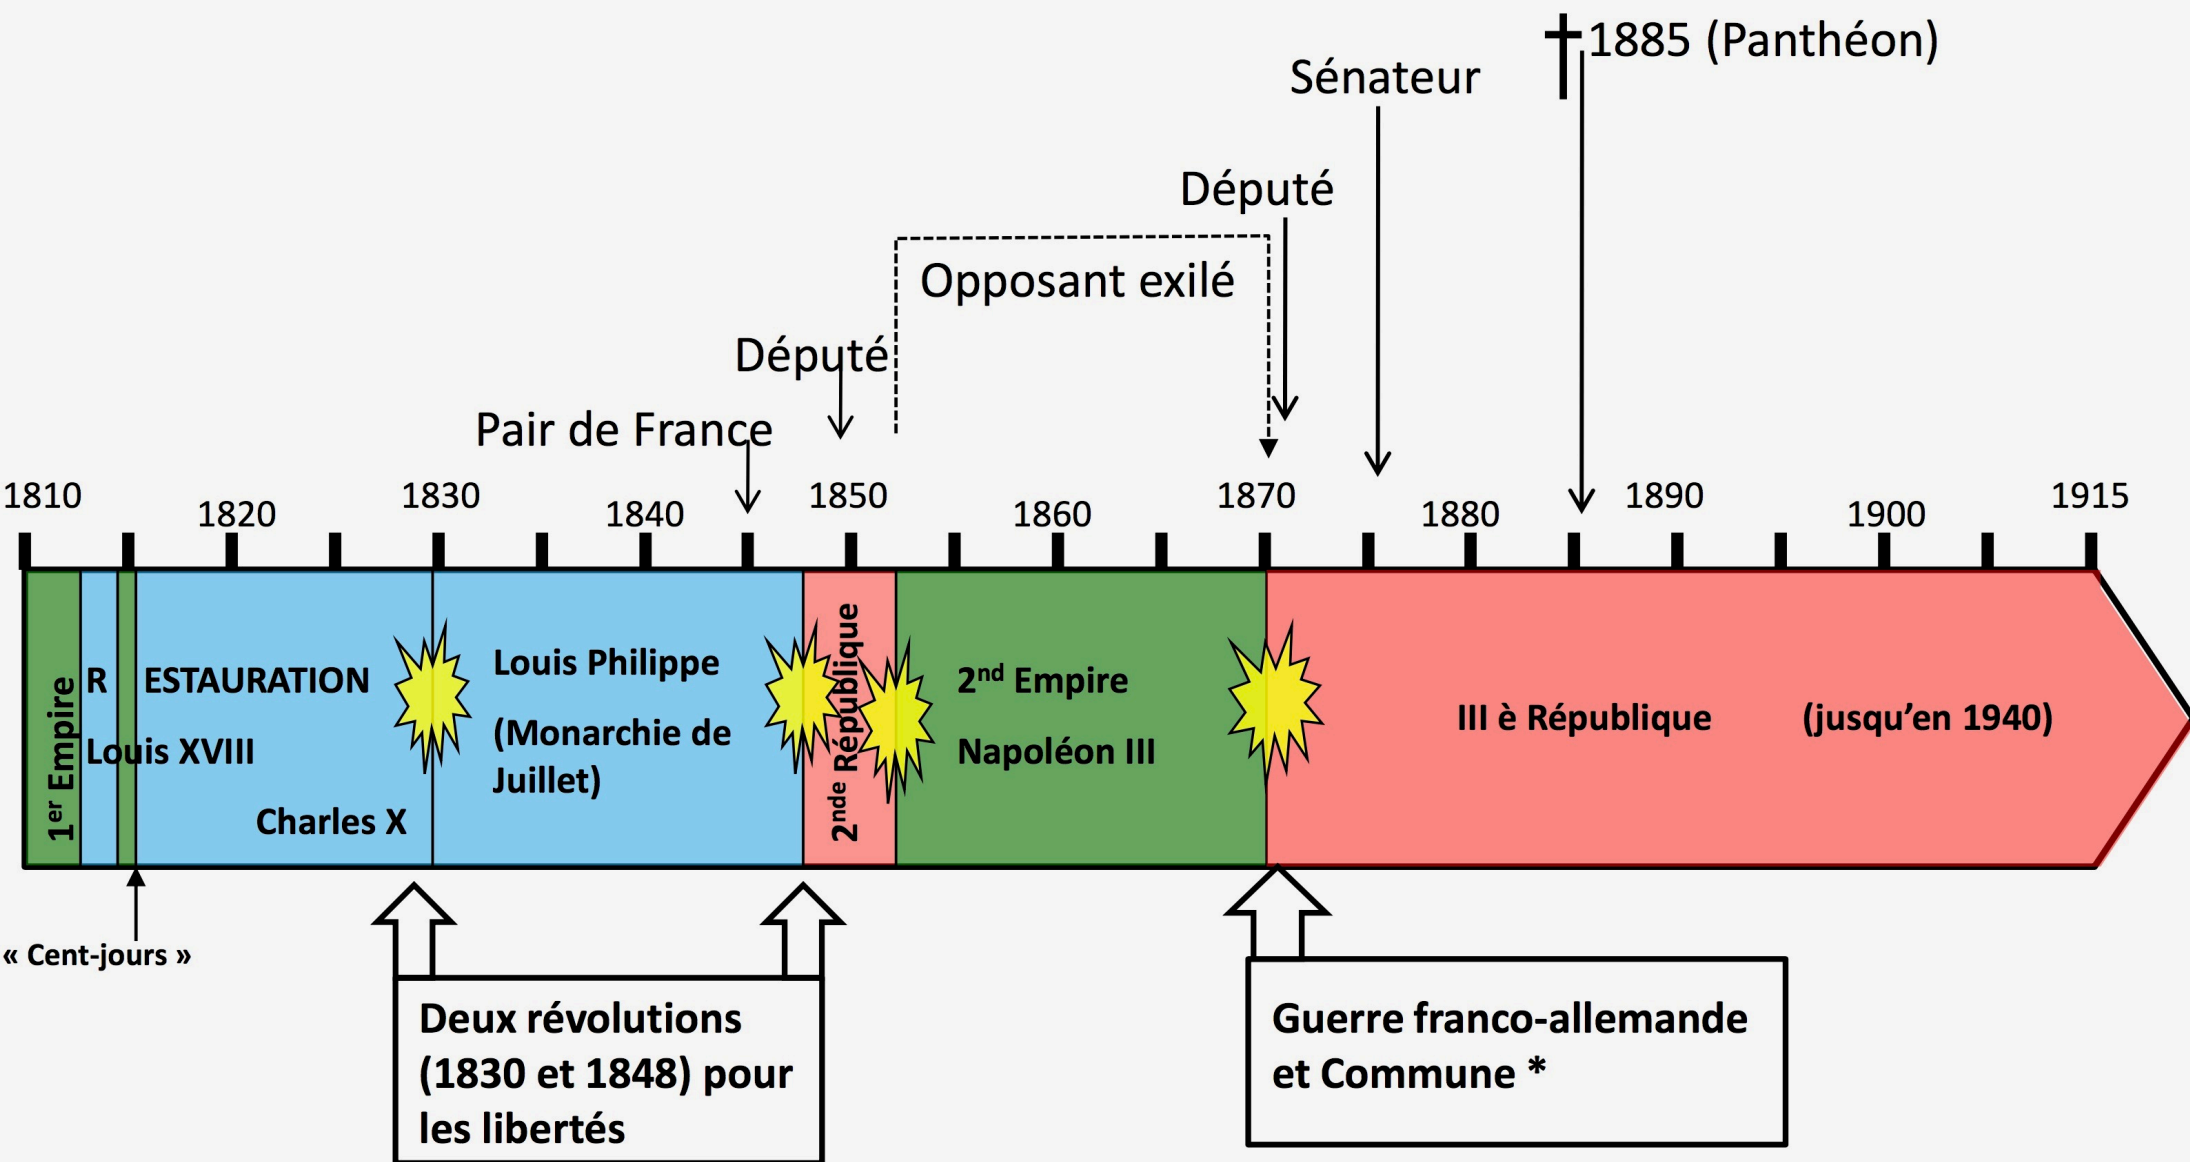 ✝1885 (Panthéon)
Sénateur
Député
Opposant exilé
Député
Pair de France
1810
1820
1830
1840
1850
1860
1870
1880
1890
1900
1915
1er Empire
R ESTAURATION
Louis XVIII
Charles X
Louis Philippe
(Monarchie de
Juillet)
2nde République
2nd Empire
Napoléon III
III è République (jusqu’en 1940)
« Cent-jours »
Deux révolutions
(1830 et 1848) pour
les libertés
Guerre franco-allemande
et Commune *